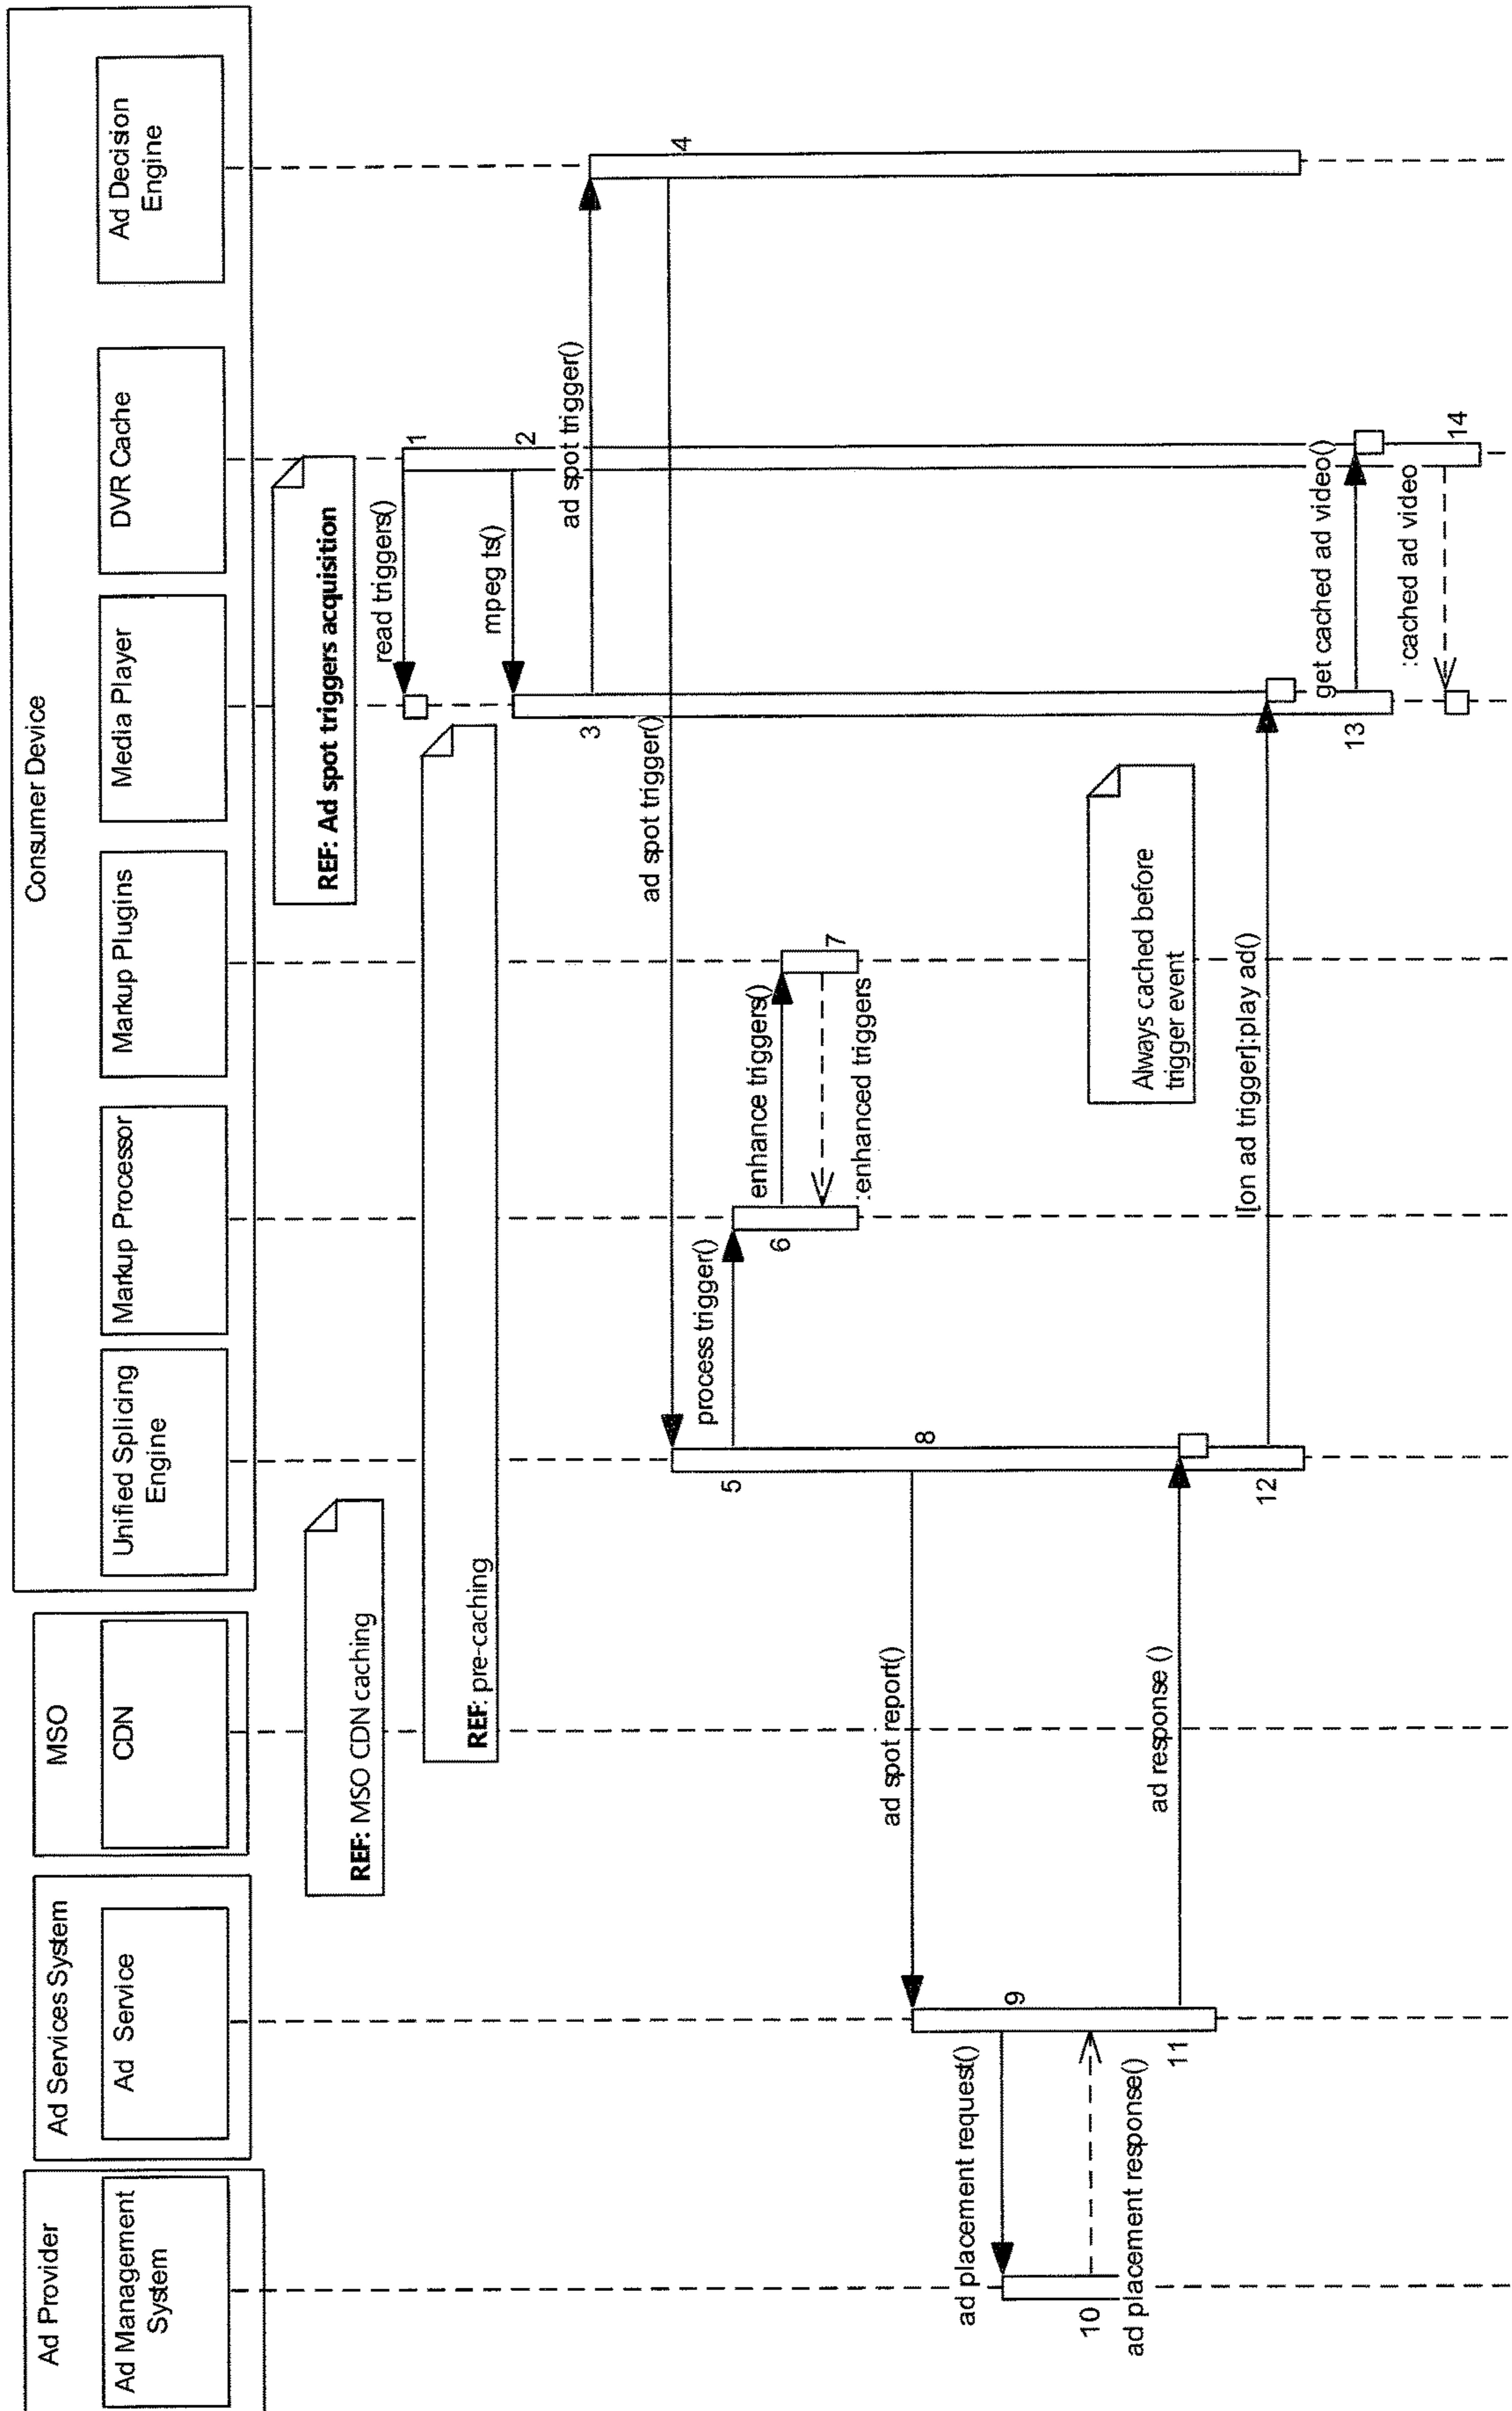 Ad Provider
Ad Management
System
Ad Services System
Ad Service
MSO
CDN
Consumer Device
Unified Splicing
Engine
Markup Processor
Markup Plugins
Media Player
DVR Cache
Ad Decision
Engine
REF: MSO CDN caching
REF: Ad spot triggers acquisition
REF: pre-caching
read triggers()
1
mpeg ts()
2
ad spot trigger()
3
ad spot trigger()
4
process trigger()
5
enhance triggers()
6
:enhanced triggers
7
ad spot report()
8
ad placement request()
9
ad placement response()
10
ad response ()
11
Always cached before
trigger event
[on ad trigger]:play ad()
12
get cached ad video()
13
:cached ad video
14